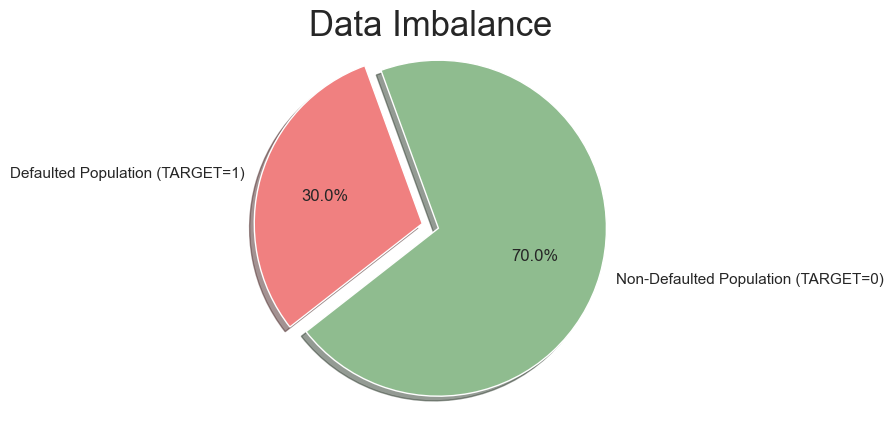 Data Imbalance
Defaulted Population (TARGET=1)
30.0%
70.0%
Non-Defaulted Population (TARGET=0)